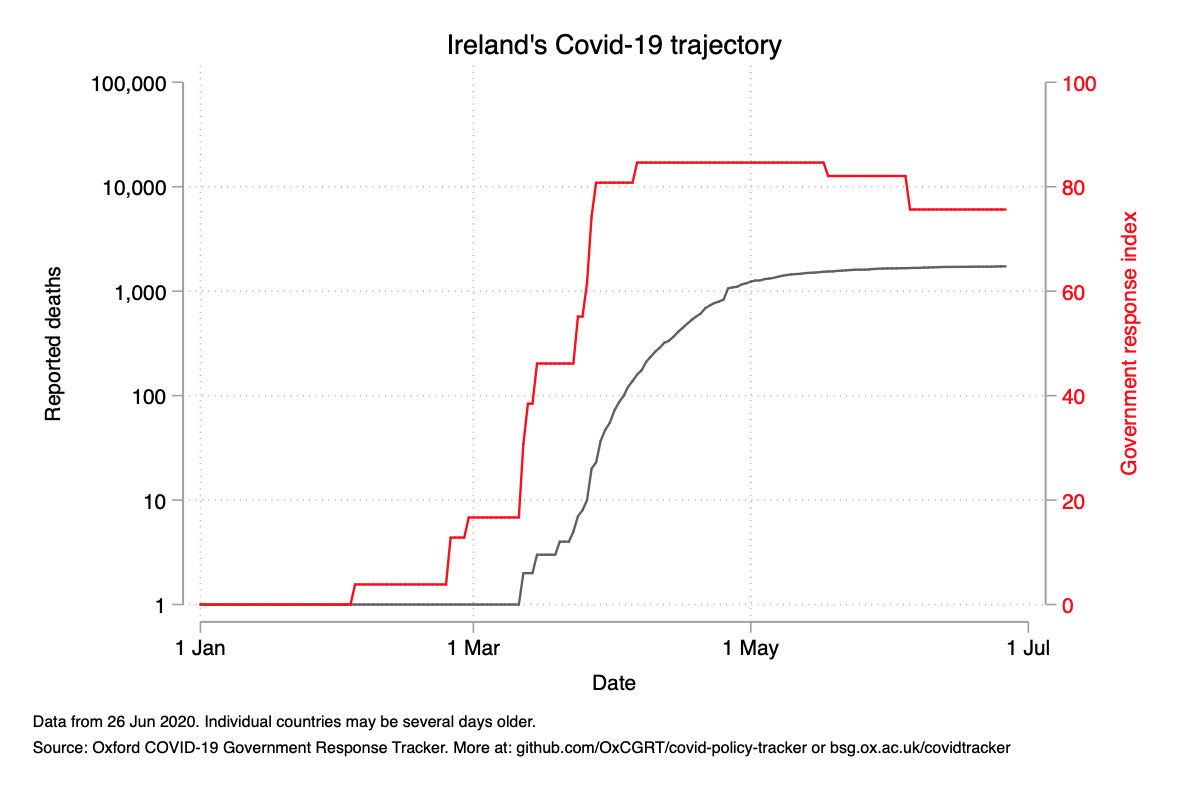 Ireland's Covid-19 trajectory
100,000
10,000
1,000
100
10
1
Reported deaths
100
80
60
40
20
0
Government response index
1 Jan
1 Mar
1 May
1 Jul
Date
Data from 26 Jun 2020. Individual countries may be several days older.
Source: Oxford COVID-19 Government Response Tracker. More at: github.com/OxCGRT/covid-policy-tracker or bsg.ox.ac.uk/covidtracker